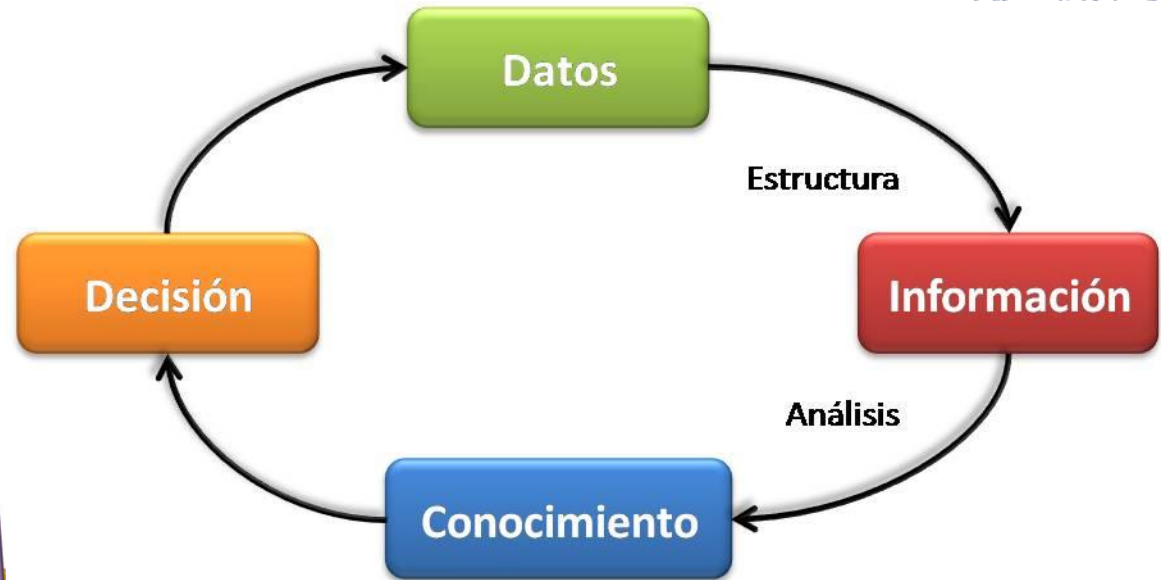 Datos
Estructura
Decisión
Información
Análisis
Conocimiento